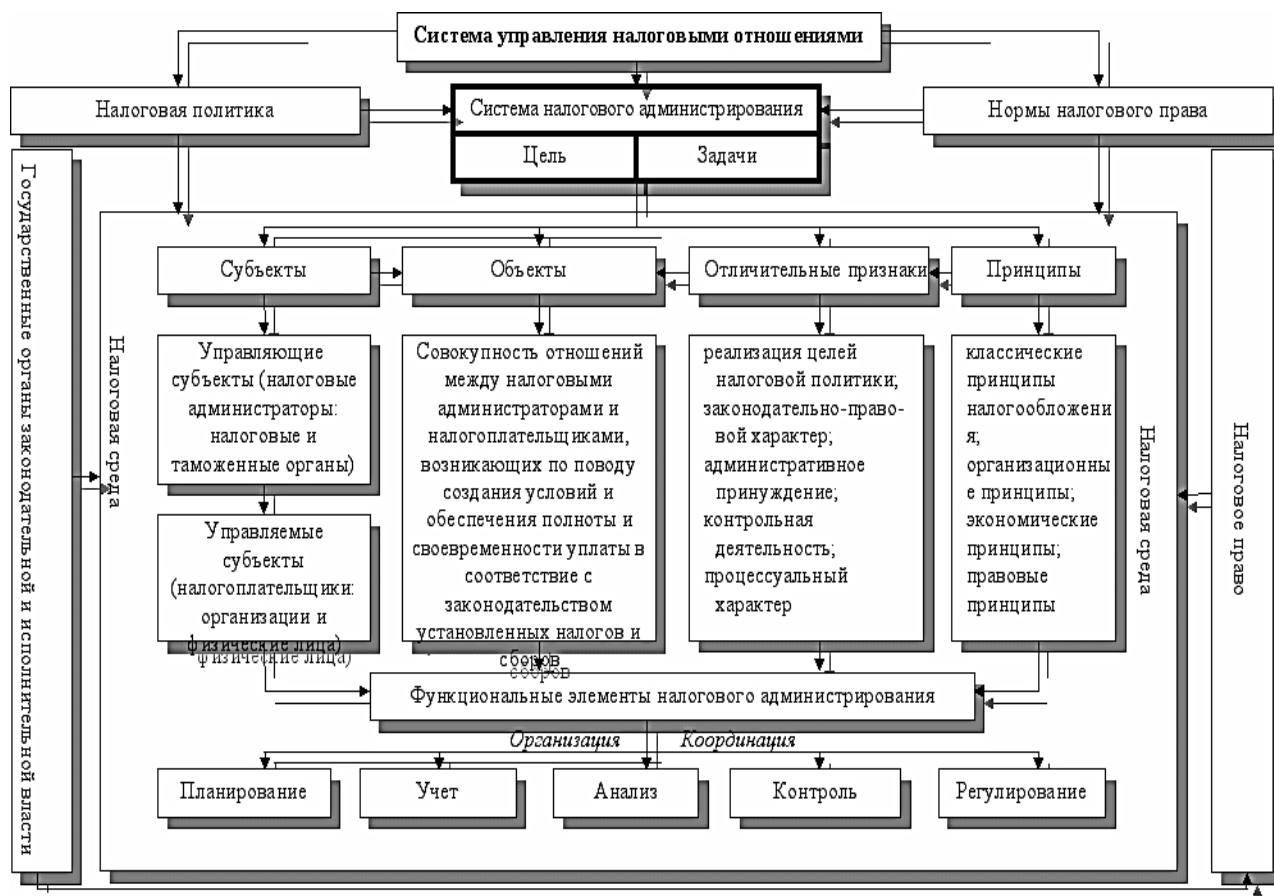 Система управления налоговыми отношениями
Налоговая политика
Система налогового администрирования
Нормы налогового права
Цель
Задачи
Государственные органы законодательной и исполнительной власти
Налоговая среда
Субъекты
Объекты
Отличительные признаки
Принципы
Управляющие
субъекты (налоговые
администраторы:
налоговые и
таможенные органы)
Управляемые
субъекты
(налогоплательщики:
организации и
физические лица)
Совокупность отношений
между налоговыми
администраторами и
налогоплательщиками,
возникающих по поводу
создания условий и
обеспечения полноты и
своевременности уплаты в
соответствие с
законодательством
установленных налогов и
сборов
реализация целей
налоговой политики;
законодательно-право-
вой характер;
административное
принуждение;
контрольная
деятельность;
процессуальный
характер
классические
принципы
налогообложени
я;
организационны
е принципы;
экономические
принципы;
правовые
принципы
Налоговая среда
Налоговое право
Функциональные элементы налогового администрирования
Организация Координация
Планирование
Учет
Анализ
Контроль
Регулирование